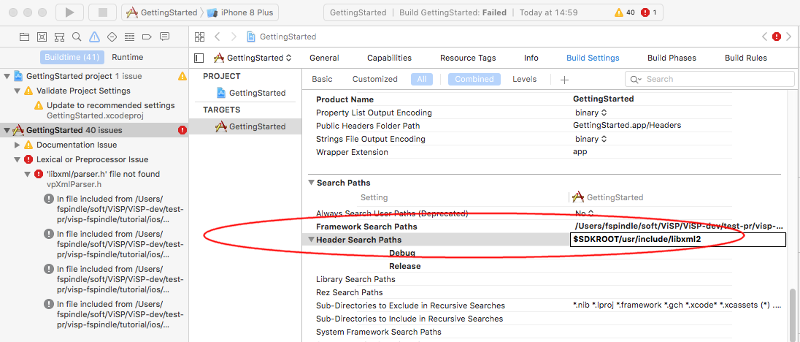 GettingStarted iPhone 8 Plus
GettingStarted Build GettingStarted: Failed Today at 14:59 40 1
GettingStarted
Buildtime (41) Runtime
GettingStarted General Capabilities Resource Tags Info Build Settings Build Phases Build Rules
GettingStarted project 1 issue
Validate Project Settings
Update to recommended settings
GettingStarted.xcodeproj
GettingStarted 40 issues
Documentation Issue
Lexical or Preprocessor Issue
'libxml/parser.h' file not found
vpXmlParser.h
In file included from /Users/
fspindle/soft/ViSP/ViSP-dev/test-
pr/visp-fspindle/tutorial/ios/...
In file included from /Users/
fspindle/soft/ViSP/ViSP-dev/test-
pr/visp-fspindle/tutorial/ios/...
In file included from /Users/
fspindle/soft/ViSP/ViSP-dev/test-
pr/visp-fspindle/tutorial/ios/...
In file included from /Users/
fspindle/soft/ViSP/ViSP-dev/test-
pr/visp-fspindle/tutorial/ios/...
PROJECT
GettingStarted
TARGETS
GettingStarted
Basic Customized All Combined Levels + Search
Product Name GettingStarted
Property List Output Encoding binary
Public Headers Folder Path GettingStarted.app/Headers
Strings File Output Encoding binary
Wrapper Extension app
Search Paths
Setting GettingStarted
Always Search User Paths (Deprecated) No
Framework Search Paths /Users/fspindle/soft/ViSP/ViSP-dev/test-pr/visp-...
Header Search Paths $SDKROOT/usr/include/libxml2
Debug
Release
Library Search Paths
Rez Search Paths
Sub-Directories to Exclude in Recursive Searches *.nib *.lproj *.framework *.gch *.xcode* *.xcassets (*) ....
Sub-Directories to Include in Recursive Searches
System Framework Search Paths